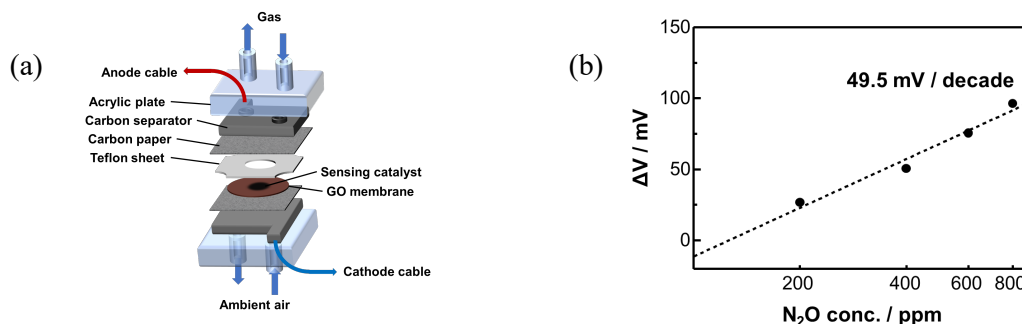 (a)
Gas
Anode cable
Acrylic plate
Carbon separator
Carbon paper
Teflon sheet
Sensing catalyst
GO membrane
Cathode cable
Ambient air
(b)
150
100
50
0
ΔV / mV
49.5 mV / decade
200 400 600 800
N₂O conc. / ppm